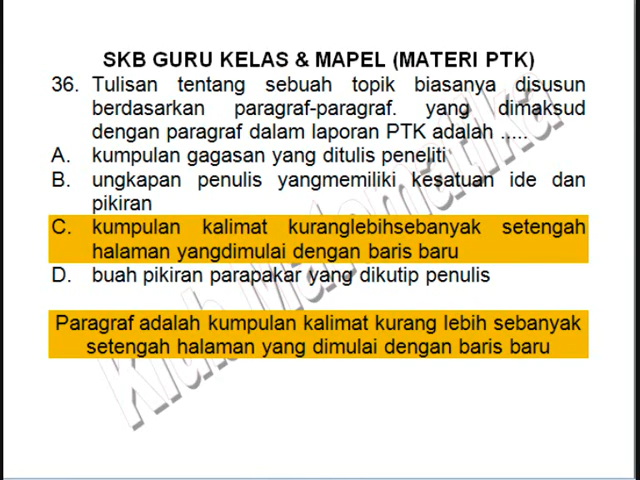 SKB GURU KELAS & MAPEL (MATERI PTK)
36. Tulisan tentang sebuah topik biasanya disusun
berdasarkan paragraf-paragraf. yang dimaksud
dengan paragraf dalam laporan PTK adalah .....
A. kumpulan gagasan yang ditulis peneliti
B. ungkapan penulis yangmemiliki kesatuan ide dan
pikiran
C. kumpulan kalimat kuranglebihsebanyak setengah
halaman yangdimulai dengan baris baru
D. buah pikiran parapakar yang dikutip penulis
Paragraf adalah kumpulan kalimat kurang lebih sebanyak
setengah halaman yang dimulai dengan baris baru